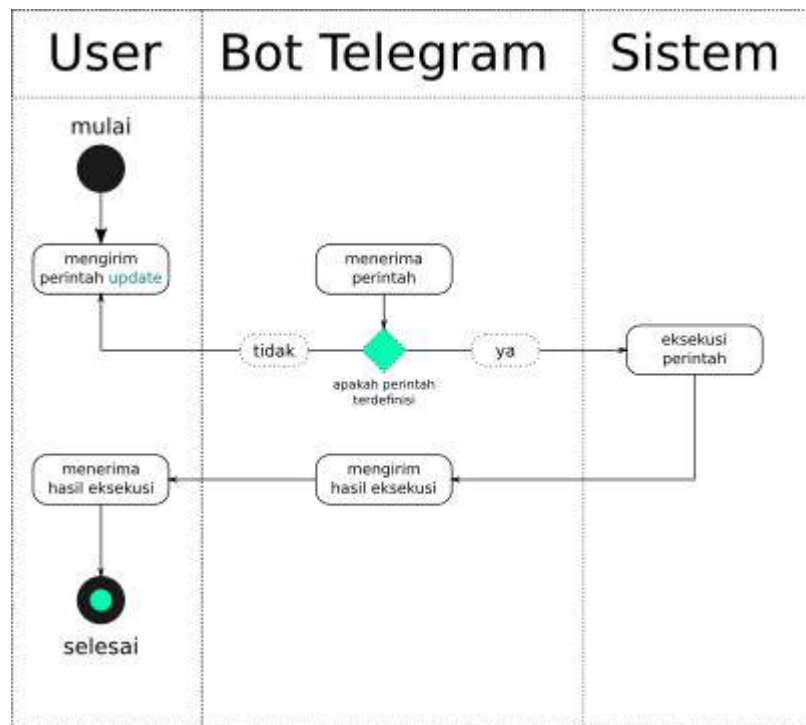 User
Bot Telegram
Sistem
mulai
mengirim
perintah update
menerima
perintah
tidak
ya
eksekusi
perintah
apakah perintah
terdefinisi
menerima
hasil eksekusi
mengirim
hasil eksekusi
selesai